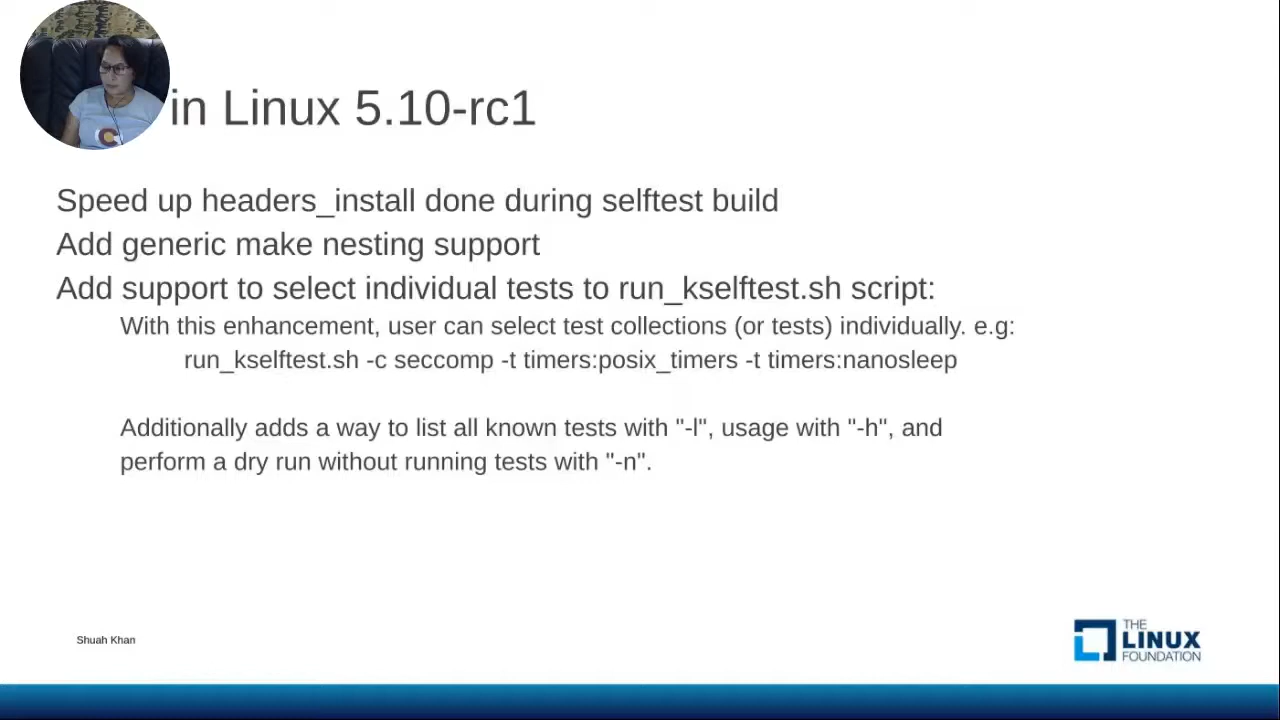 in Linux 5.10-rc1
Speed up headers_install done during selftest build
Add generic make nesting support
Add support to select individual tests to run_kselftest.sh script:
With this enhancement, user can select test collections (or tests) individually. e.g:
run_kselftest.sh -c seccomp -t timers:posix_timers -t timers:nanosleep
Additionally adds a way to list all known tests with "-l", usage with "-h", and
perform a dry run without running tests with "-n".
Shuah Khan
THE
LINUX
FOUNDATION